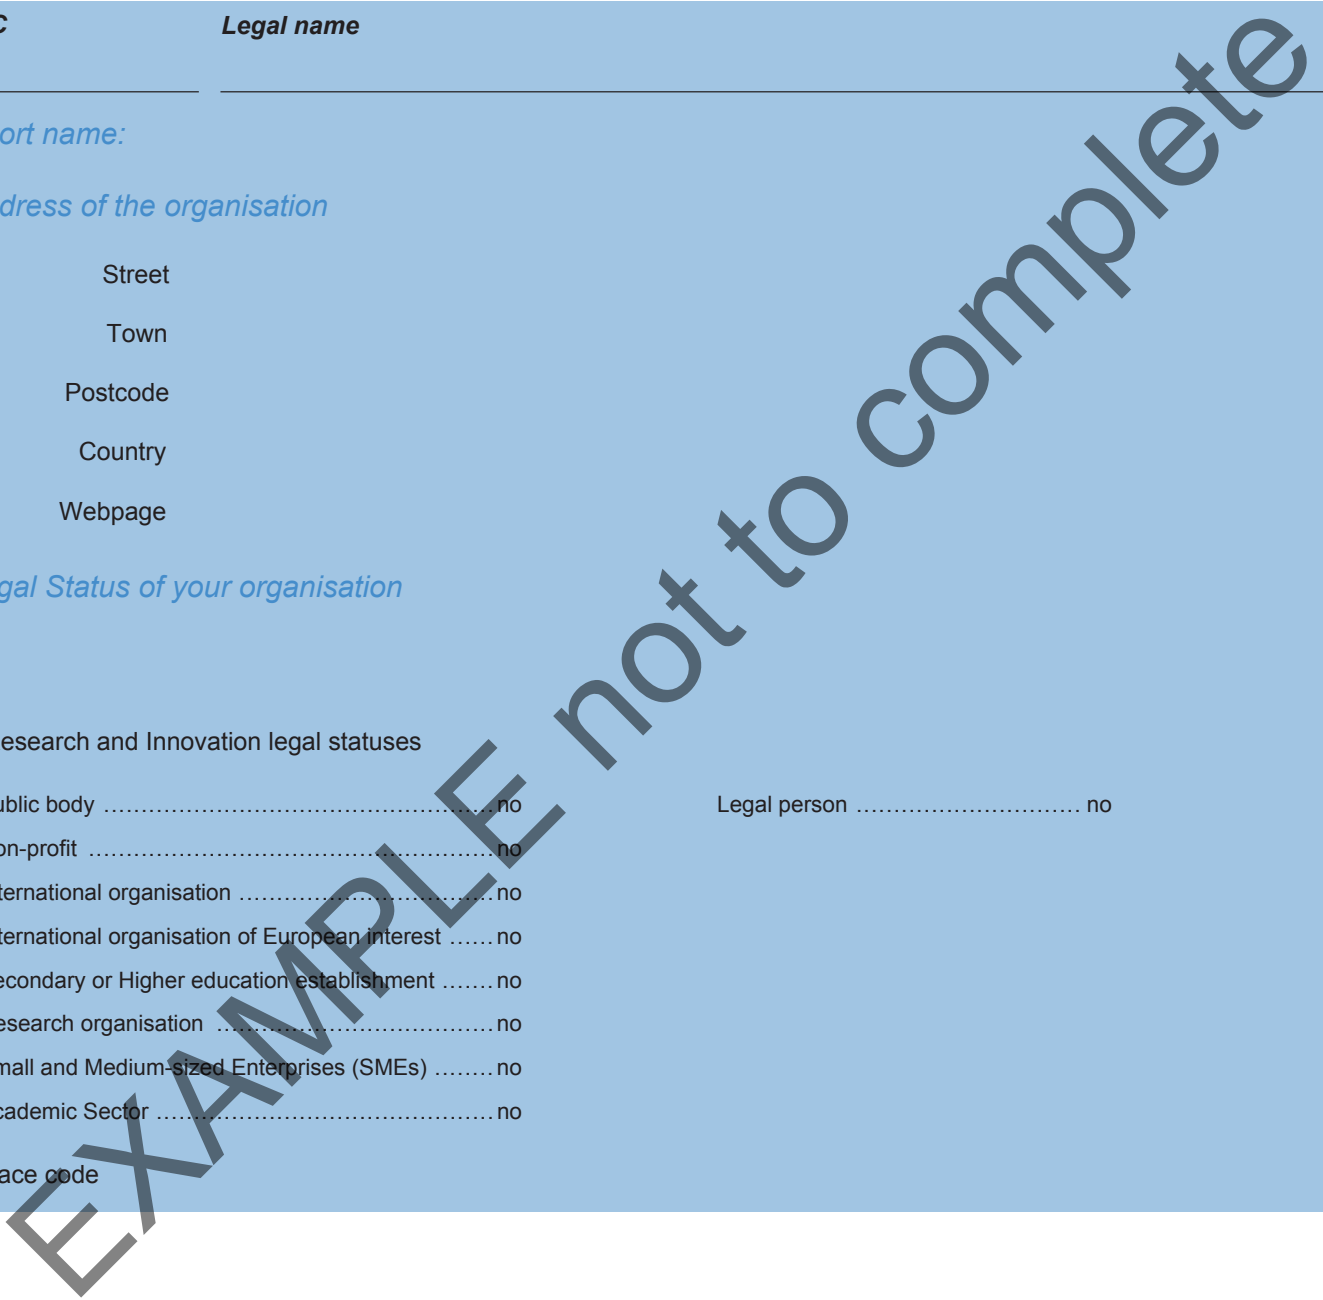 C Legal name
ort name:
dress of the organisation
Street
Town
Postcode
Country
Webpage
gal Status of your organisation
esearch and Innovation legal statuses
ublic body .................................................... no Legal person .............................. no
on-profit ...................................................... no
ternational organisation .................................. no
ternational organisation of European interest ...... no
econdary or Higher education establishment ....... no
esearch organisation ..................................... no
mall and Medium-sized Enterprises (SMEs) ........ no
cademic Sector ............................................. no
ace code
EXAMPLE not to complete